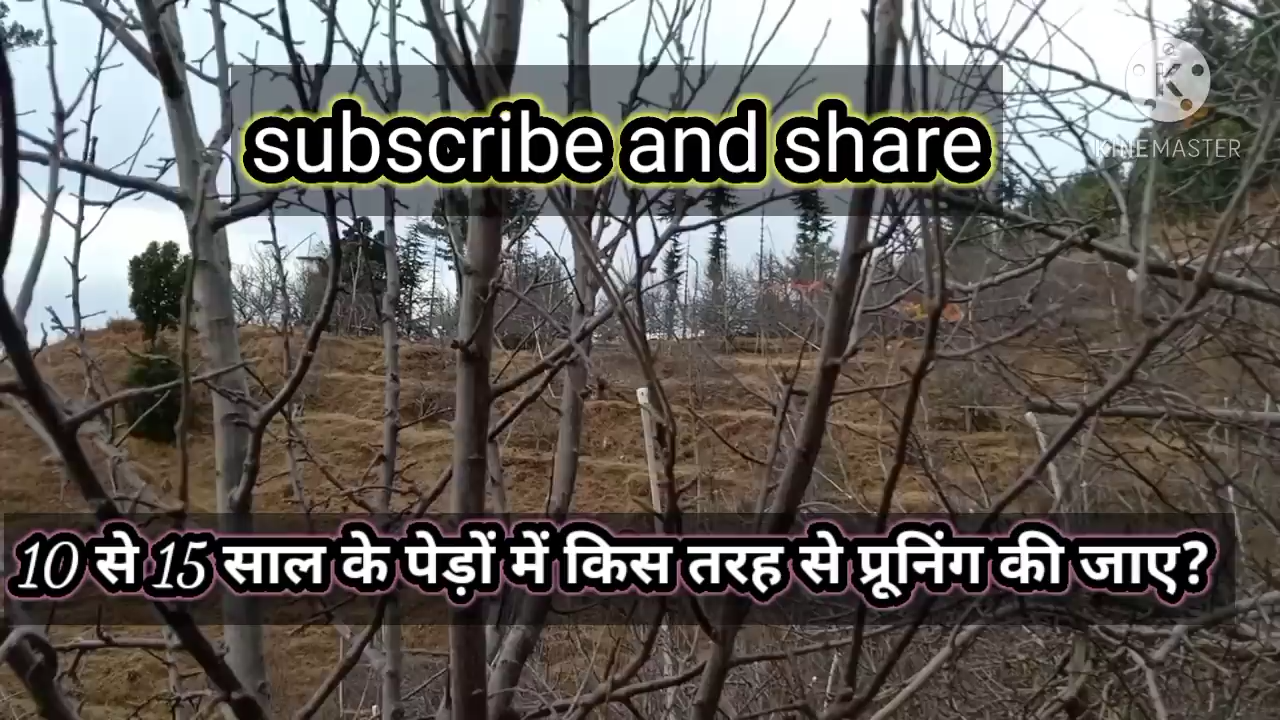 subscribe and share
KINEMASTER
10 से 15 साल के पेड़ों में किस तरह से प्रूनिंग की जाए?